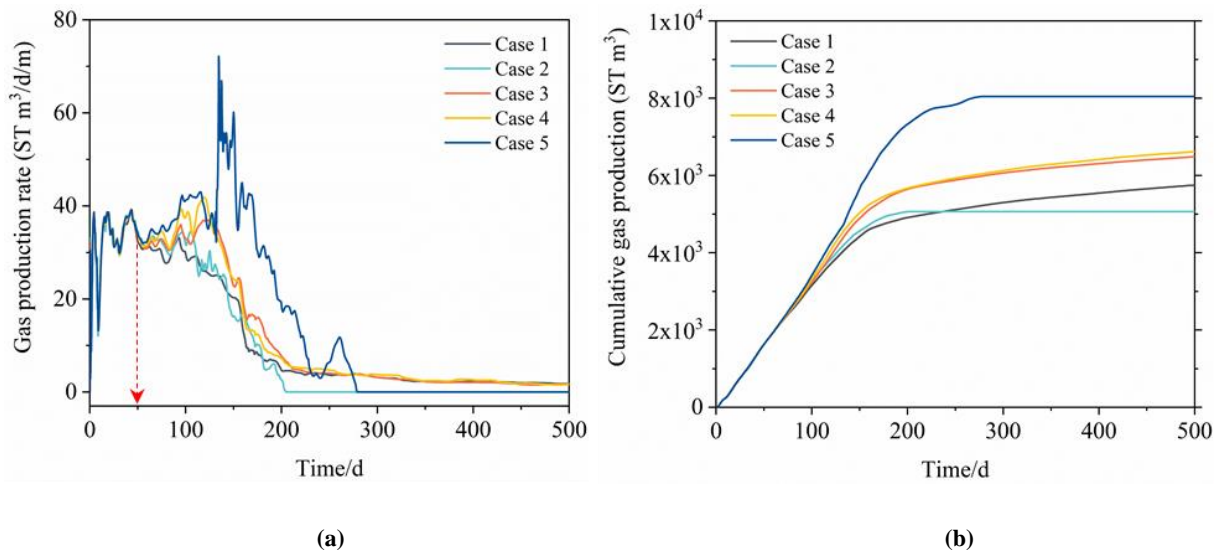 80
60
40
20
0
Gas production rate (ST m³/d/m)
Case 1
Case 2
Case 3
Case 4
Case 5
0
100
200
300
400
500
Time/d
(a)
1x10⁴
8x10³
6x10³
4x10³
2x10³
0
Cumulative gas production (ST m³)
Case 1
Case 2
Case 3
Case 4
Case 5
0
100
200
300
400
500
Time/d
(b)